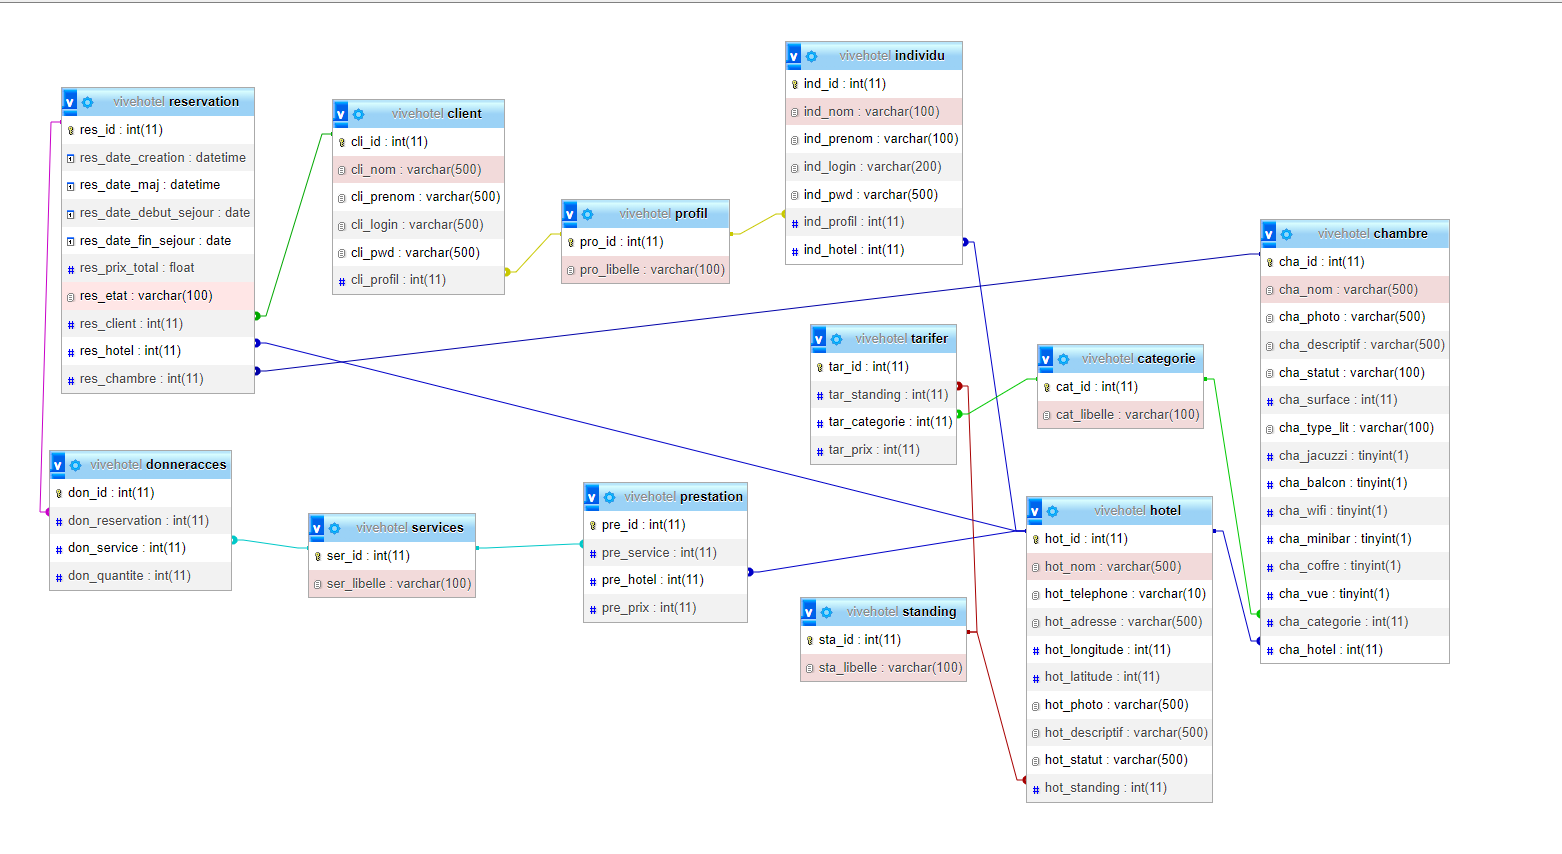 vivehotel reservation
res_id : int(11)
res_date_creation : datetime
res_date_maj : datetime
res_date_debut_sejour : date
res_date_fin_sejour : date
res_prix_total : float
res_etat : varchar(100)
res_client : int(11)
res_hotel : int(11)
res_chambre : int(11)
vivehotel client
cli_id : int(11)
cli_nom : varchar(500)
cli_prenom : varchar(500)
cli_login : varchar(500)
cli_pwd : varchar(500)
cli_profil : int(11)
vivehotel profil
pro_id : int(11)
pro_libelle : varchar(100)
vivehotel individu
ind_id : int(11)
ind_nom : varchar(100)
ind_prenom : varchar(100)
ind_login : varchar(200)
ind_pwd : varchar(500)
ind_profil : int(11)
ind_hotel : int(11)
vivehotel chambre
cha_id : int(11)
cha_nom : varchar(500)
cha_photo : varchar(500)
cha_descriptif : varchar(500)
cha_statut : varchar(100)
cha_surface : int(11)
cha_type_lit : varchar(100)
cha_jacuzzi : tinyint(1)
cha_balcon : tinyint(1)
cha_wifi : tinyint(1)
cha_minibar : tinyint(1)
cha_coffre : tinyint(1)
cha_vue : tinyint(1)
cha_categorie : int(11)
cha_hotel : int(11)
vivehotel tarifer
tar_id : int(11)
tar_standing : int(11)
tar_categorie : int(11)
tar_prix : int(11)
vivehotel categorie
cat_id : int(11)
cat_libelle : varchar(100)
vivehotel donneracces
don_id : int(11)
don_reservation : int(11)
don_service : int(11)
don_quantite : int(11)
vivehotel services
ser_id : int(11)
ser_libelle : varchar(100)
vivehotel prestation
pre_id : int(11)
pre_service : int(11)
pre_hotel : int(11)
pre_prix : int(11)
vivehotel standing
sta_id : int(11)
sta_libelle : varchar(100)
vivehotel hotel
hot_id : int(11)
hot_nom : varchar(500)
hot_telephone : varchar(10)
hot_adresse : varchar(500)
hot_longitude : int(11)
hot_latitude : int(11)
hot_photo : varchar(500)
hot_descriptif : varchar(500)
hot_statut : varchar(500)
hot_standing : int(11)